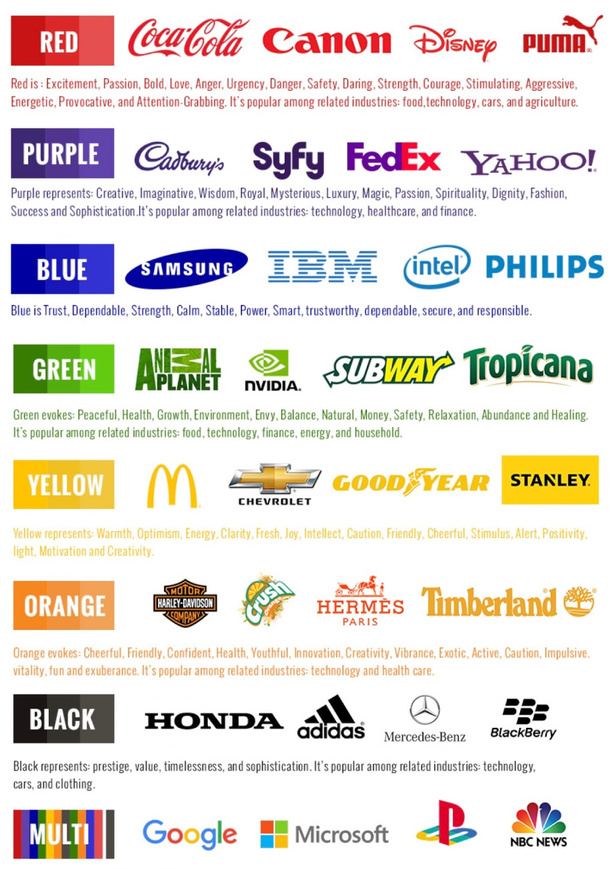 RED Coca-Cola Canon Disney PUMA
Red is : Excitement, Passion, Bold, Love, Anger, Urgency, Danger, Safety, Daring, Strength, Courage, Stimulating, Aggressive,
Energetic, Provocative, and Attention-Grabbing. It's popular among related industries: food,technology, cars, and agriculture.
PURPLE Cadbury's Syfy FedEx YAHOO!
Purple represents: Creative, Imaginative, Wisdom, Royal, Mysterious, Luxury, Magic, Passion, Spirituality, Dignity, Fashion,
Success and Sophistication.It's popular among related industries: technology, healthcare, and finance.
BLUE SAMSUNG IBM intel PHILIPS
Blue is Trust, Dependable, Strength, Calm, Stable, Power, Smart, trustworthy, dependable, secure, and responsible.
GREEN ANIMAL PLANET NVIDIA. SUBWAY Tropicana
Green evokes: Peaceful, Health, Growth, Environment, Envy, Balance, Natural, Money, Safety, Relaxation, Abundance and Healing.
It's popular among related industries: food, technology, finance, energy, and household.
YELLOW CHEVROLET GOODYEAR STANLEY.
Yellow represents: Warmth, Optimism, Energy, Clarity, Fresh, Joy, Intellect, Caution, Friendly, Cheerful, Stimulus, Alert, Positivity,
light, Motivation and Creativity.
ORANGE MOTOR HARLEY-DAVIDSON COMPANY Crush HERMÈS PARIS Timberland
Orange evokes: Cheerful, Friendly, Confident, Health, Youthful, Innovation, Creativity, Vibrance, Exotic, Active, Caution, Impulsive.
vitality, fun and exuberance. It's popular among related industries: technology and health care.
BLACK HONDA adidas Mercedes-Benz BlackBerry
Black represents: prestige, value, timelessness, and sophistication. It's popular among related industries: technology,
cars, and clothing.
MULTI Google Microsoft NBC NEWS